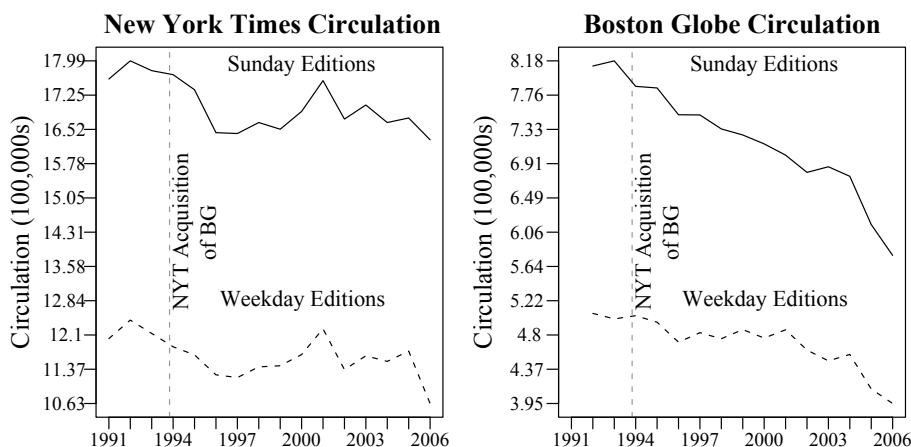 New York Times Circulation
Circulation (100,000s)
17.99
17.25
16.52
15.78
15.05
14.31
13.58
12.84
12.1
11.37
10.63
Sunday Editions
NYT Acquisition
of BG
Weekday Editions
1991 1994 1997 2000 2003 2006
Boston Globe Circulation
Circulation (100,000s)
8.18
7.76
7.33
6.91
6.49
6.06
5.64
5.22
4.8
4.37
3.95
Sunday Editions
NYT Acquisition
of BG
Weekday Editions
1991 1994 1997 2000 2003 2006